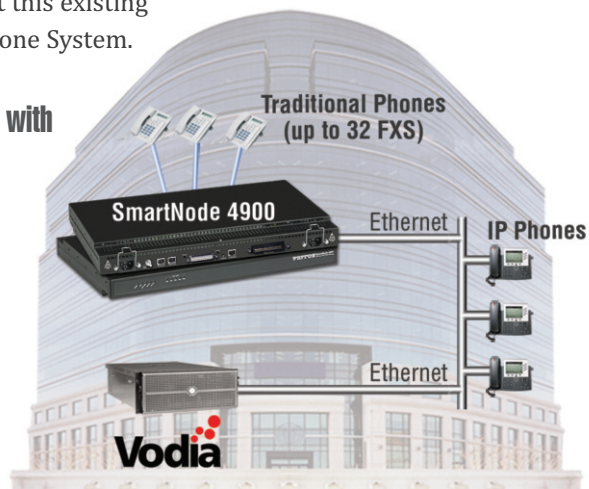 t this existing
one System.
with
Traditional Phones
(up to 32 FXS)
SmartNode 4900
Ethernet
IP Phones
Ethernet
Vodia